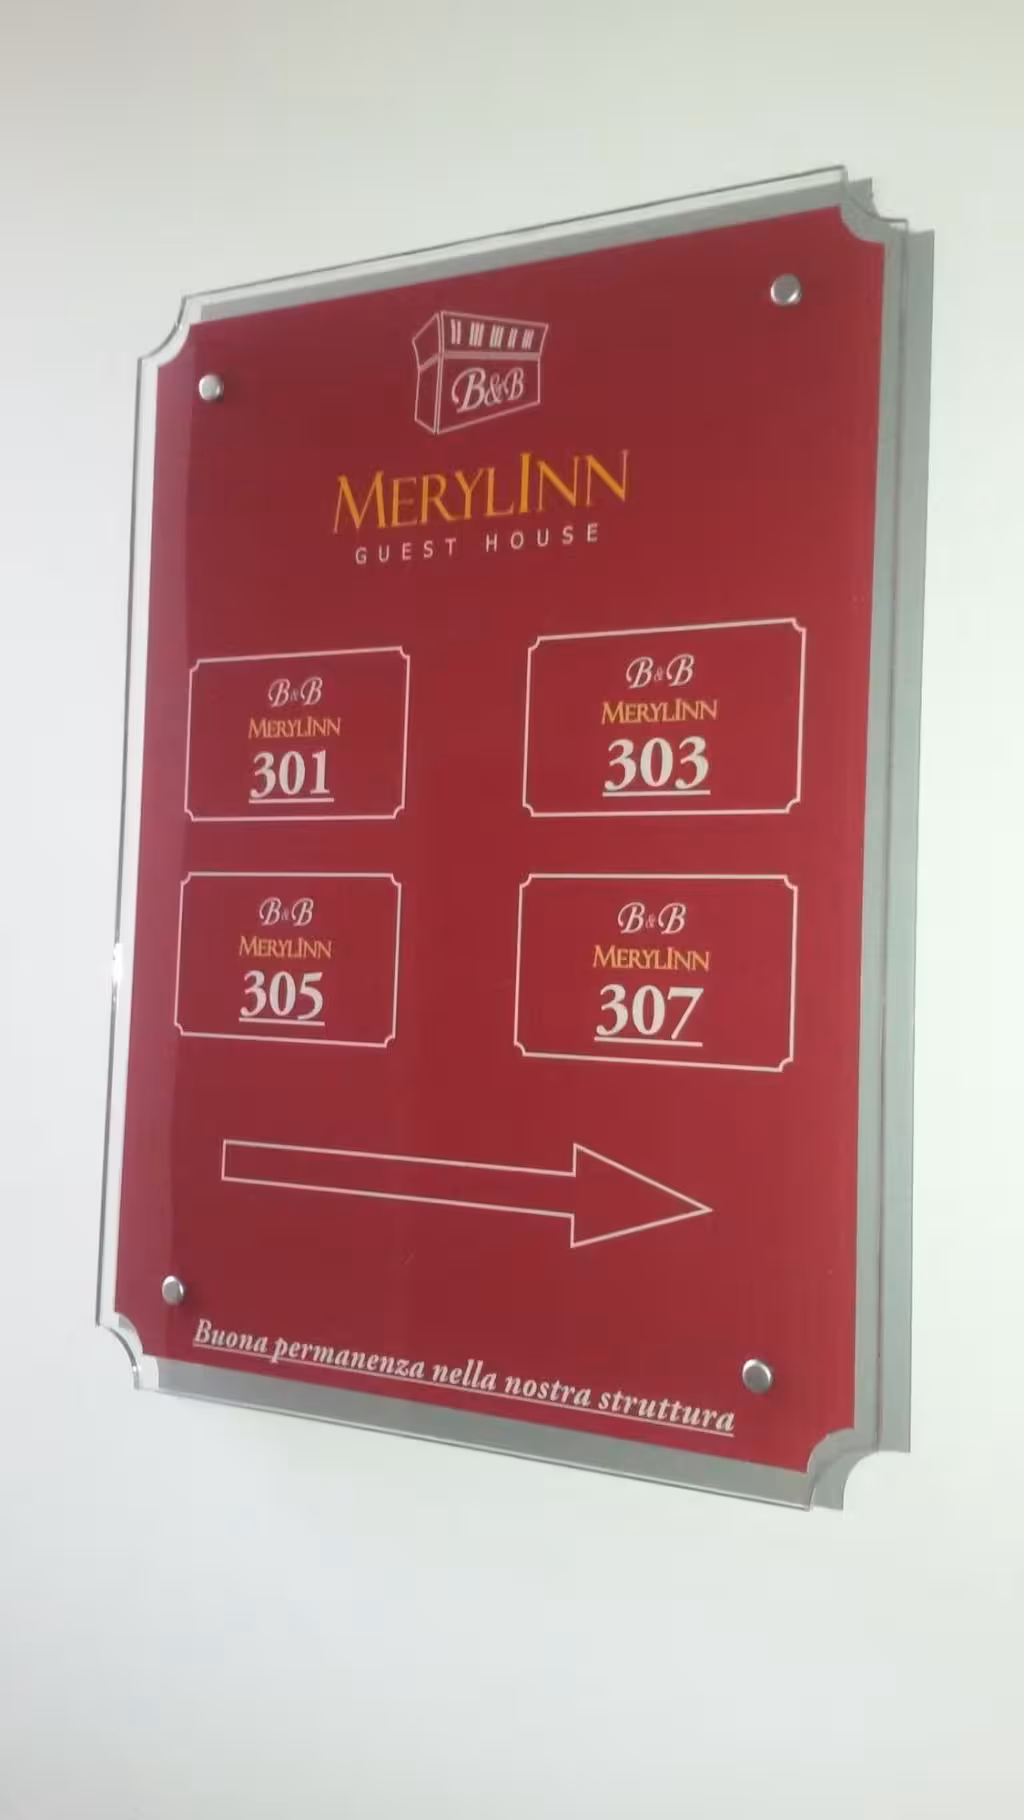 B&B
MERYLINN
GUEST HOUSE
B&B
MERYLINN
301
B&B
MERYLINN
303
B&B
MERYLINN
305
B&B
MERYLINN
307
Buona permanenza nella nostra struttura